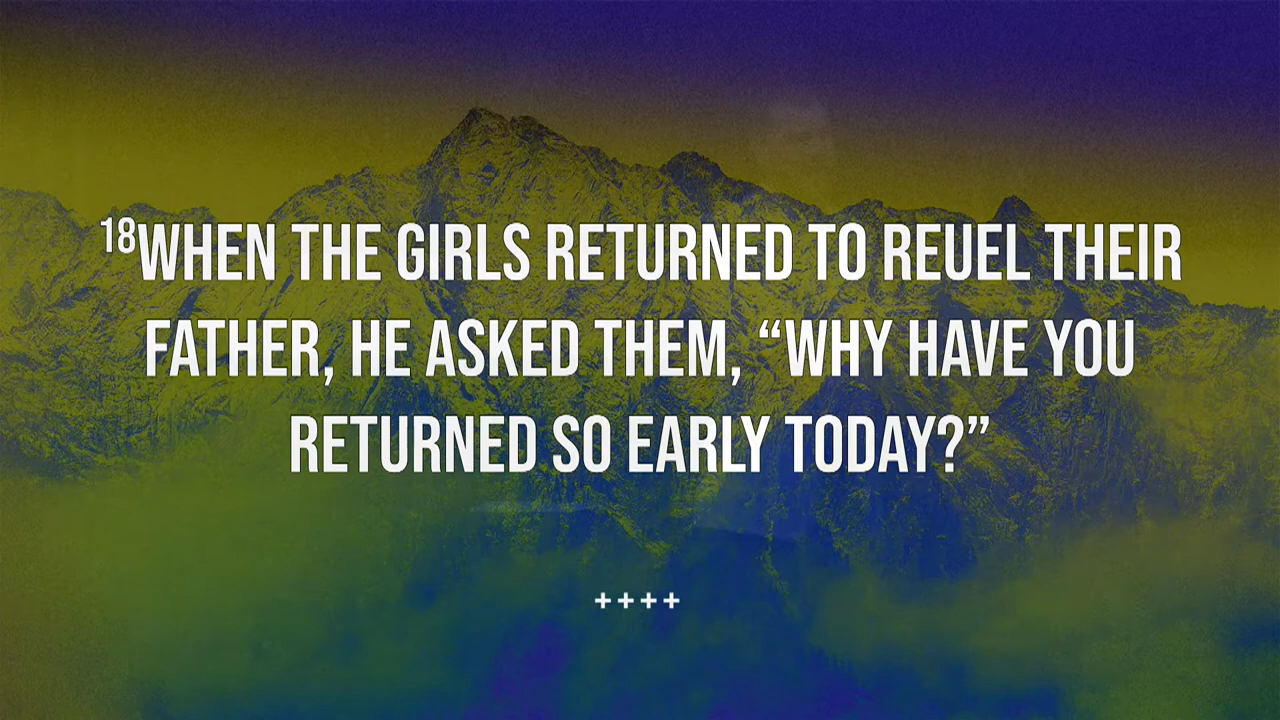 ¹⁸WHEN THE GIRLS RETURNED TO REUEL THEIR
FATHER, HE ASKED THEM, “WHY HAVE YOU
RETURNED SO EARLY TODAY?”
++++